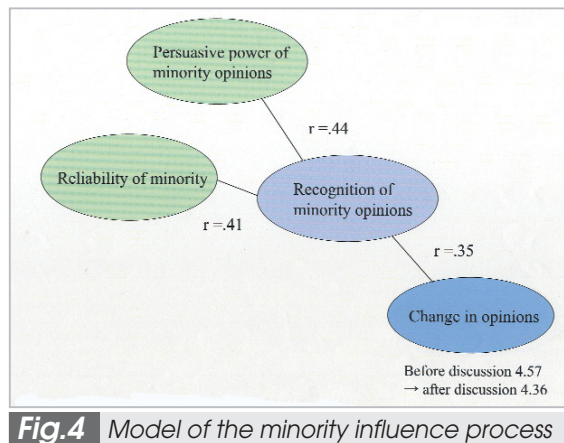 Persuasive power of
minority opinions
r =.44
Reliability of minority
Recognition of
minority opinions
r =.41
r =.35
Change in opinions
Before discussion 4.57
→ after discussion 4.36
Fig.4 Model of the minority influence process